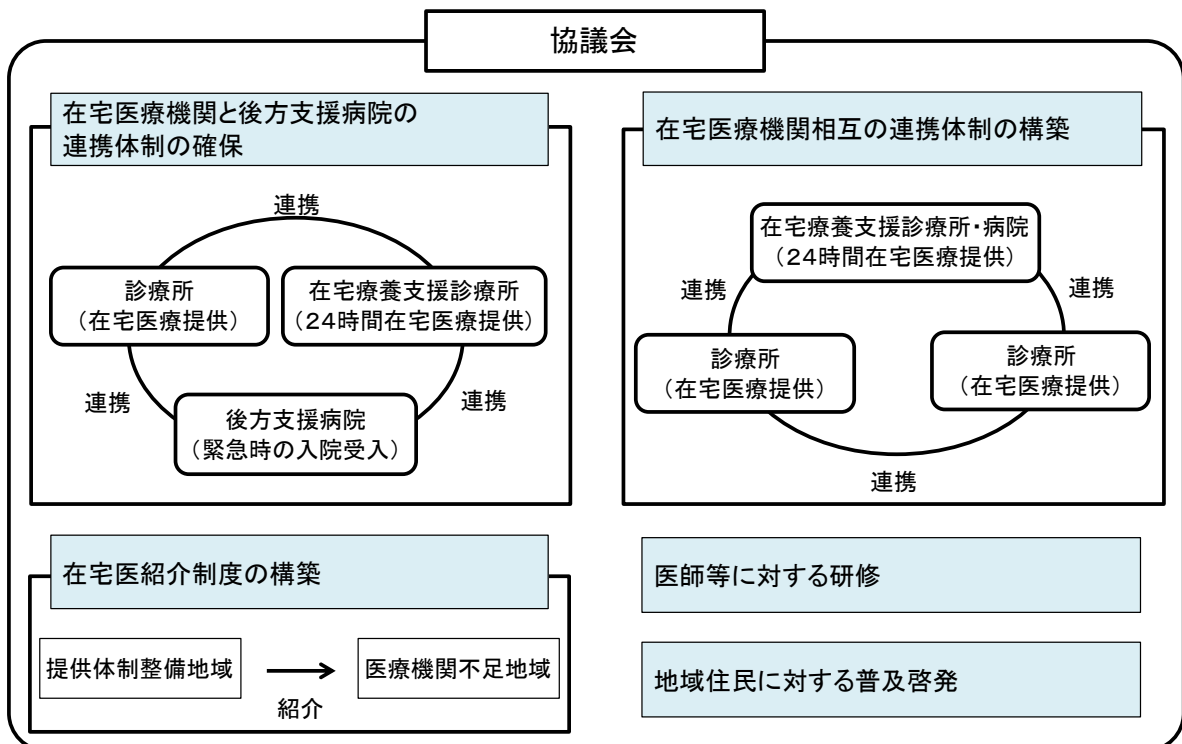 協議会
在宅医療機関と後方支援病院の
連携体制の確保
連携
診療所
（在宅医療提供）
在宅療養支援診療所
（２４時間在宅医療提供）
連携
連携
後方支援病院
（緊急時の入院受入）
在宅医療機関相互の連携体制の構築
在宅療養支援診療所・病院
（２４時間在宅医療提供）
連携
連携
診療所
（在宅医療提供）
診療所
（在宅医療提供）
連携
在宅医紹介制度の構築
提供体制整備地域
医療機関不足地域
紹介
医師等に対する研修
地域住民に対する普及啓発